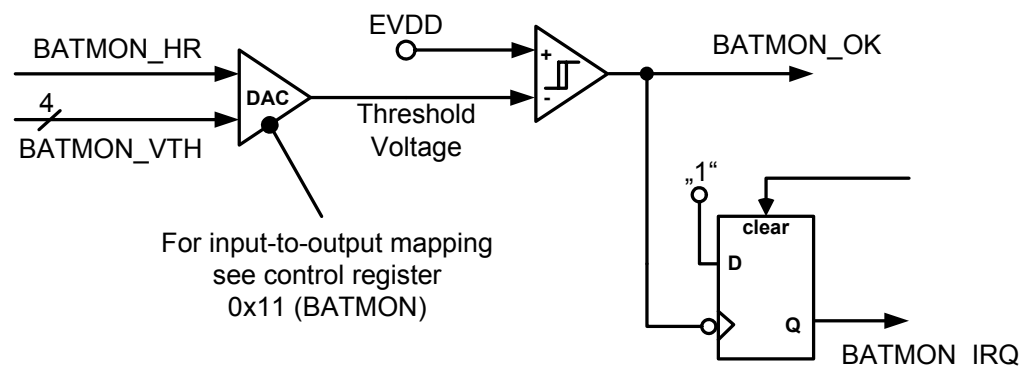 EVDD
BATMON_HR
BATMON_OK
+
DAC
-
4
Threshold
Voltage
BATMON_VTH
„1“
clear
For input-to-output mapping
see control register
0x11 (BATMON)
D
Q
BATMON_IRQ